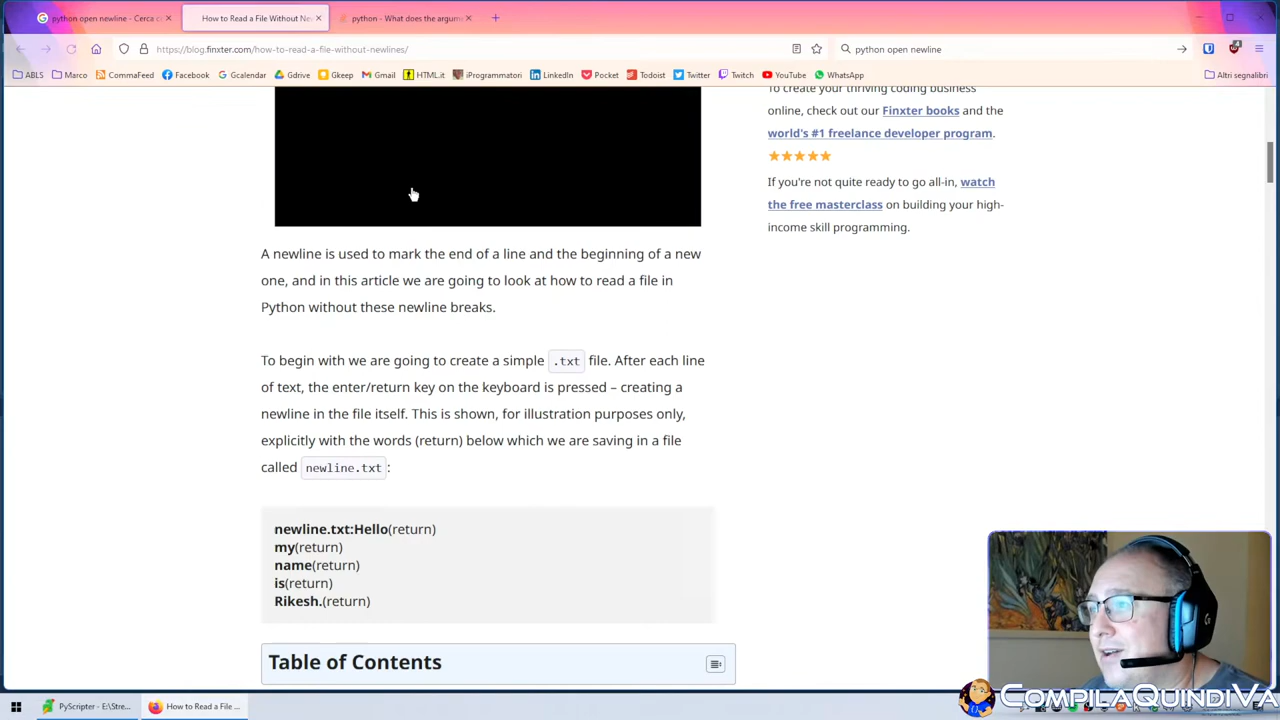 python open newline - Cerca c
How to Read a File Without Ne
python - What does the argume
https://blog.finxter.com/how-to-read-a-file-without-newlines/
python open newline
4
ABLS
Marco
CommaFeed
Facebook
Gcalendar
Gdrive
Gkeep
Gmail
HTML.it
iProgrammatori
LinkedIn
Pocket
Todoist
Twitter
Twitch
YouTube
WhatsApp
Altri segnalibri
To create your thriving coding business
online, check out our Finxter books and the
world's #1 freelance developer program.
If you're not quite ready to go all-in, watch
the free masterclass on building your high-
income skill programming.
A newline is used to mark the end of a line and the beginning of a new
one, and in this article we are going to look at how to read a file in
Python without these newline breaks.
To begin with we are going to create a simple .txt file. After each line
of text, the enter/return key on the keyboard is pressed – creating a
newline in the file itself. This is shown, for illustration purposes only,
explicitly with the words (return) below which we are saving in a file
called newline.txt:
newline.txt:Hello(return)
my(return)
name(return)
is(return)
Rikesh.(return)
Table of Contents
PyScripter - E:\Stre...
How to Read a File ...
COMPILAQUINDIVA